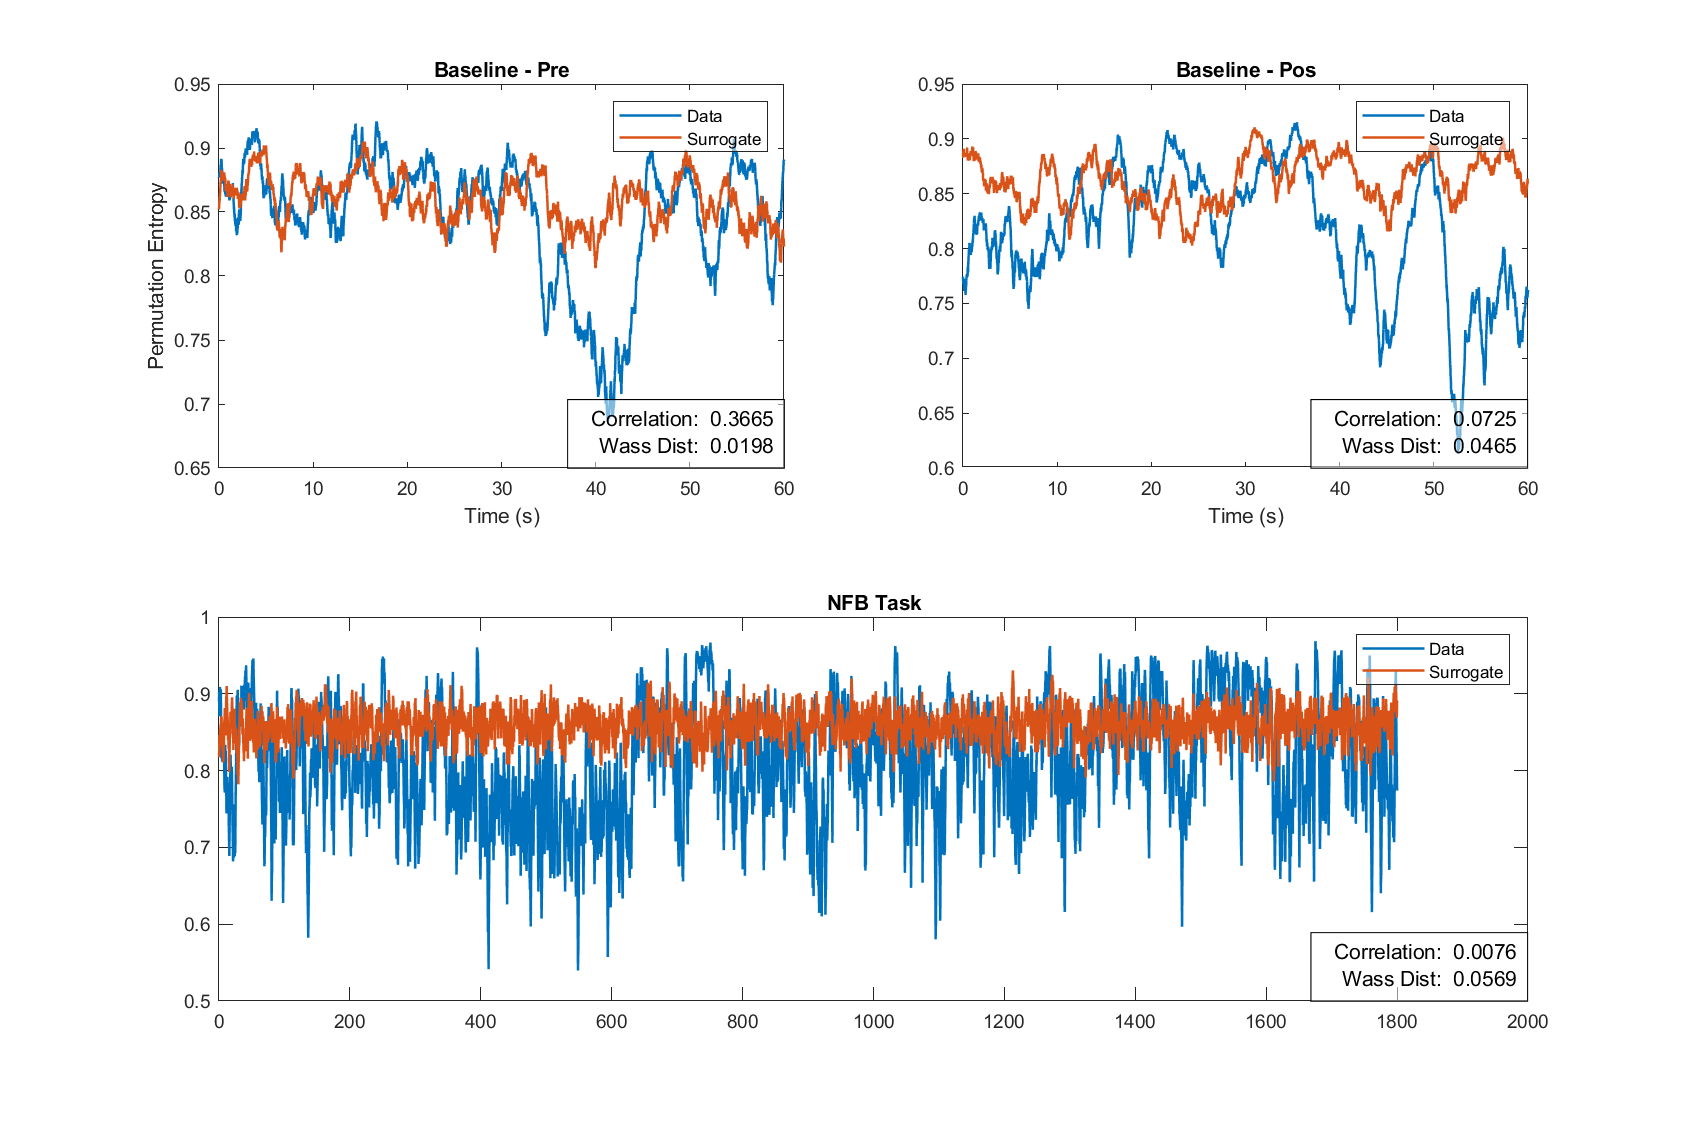 Baseline - Pre
0.95
0.9
0.85
0.8
0.75
0.7
0.65
Permutation Entropy
Data
Surrogate
Correlation: 0.3665
Wass Dist: 0.0198
0 10 20 30 40 50 60
Time (s)
Baseline - Pos
0.95
0.9
0.85
0.8
0.75
0.7
0.65
0.6
Data
Surrogate
Correlation: 0.0725
Wass Dist: 0.0465
0 10 20 30 40 50 60
Time (s)
NFB Task
1
0.9
0.8
0.7
0.6
0.5
Data
Surrogate
Correlation: 0.0076
Wass Dist: 0.0569
0 200 400 600 800 1000 1200 1400 1600 1800 2000